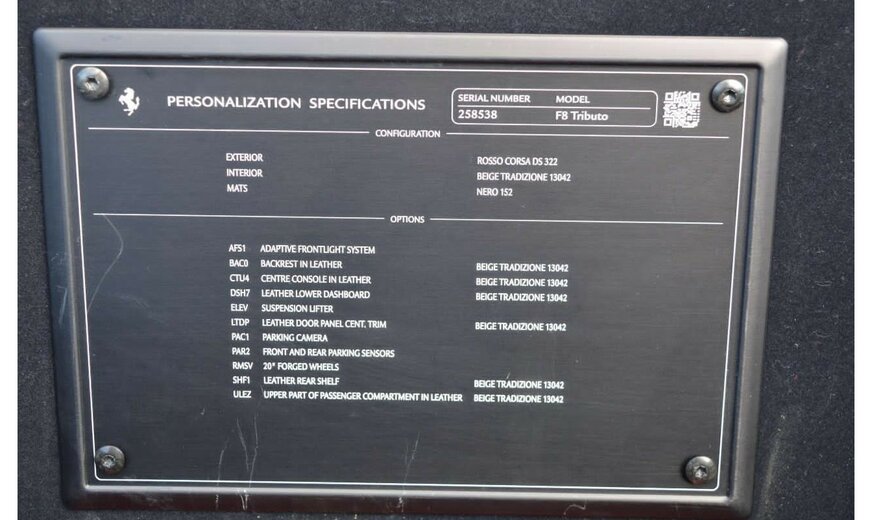 PERSONALIZATION SPECIFICATIONS
SERIAL NUMBER MODEL
258538 F8 Tributo
CONFIGURATION
EXTERIOR ROSSO CORSA DS 322
INTERIOR BEIGE TRADIZIONE 13042
MATS NERO 152
OPTIONS
AFS1 ADAPTIVE FRONTLIGHT SYSTEM
BAC0 BACKREST IN LEATHER BEIGE TRADIZIONE 13042
CTU4 CENTRE CONSOLE IN LEATHER BEIGE TRADIZIONE 13042
DSH7 LEATHER LOWER DASHBOARD BEIGE TRADIZIONE 13042
ELEV SUSPENSION LIFTER
LTDP LEATHER DOOR PANEL CENT. TRIM BEIGE TRADIZIONE 13042
PAC1 PARKING CAMERA
PAR2 FRONT AND REAR PARKING SENSORS
RMSV 20" FORGED WHEELS
SHF1 LEATHER REAR SHELF BEIGE TRADIZIONE 13042
ULEZ UPPER PART OF PASSENGER COMPARTMENT IN LEATHER BEIGE TRADIZIONE 13042